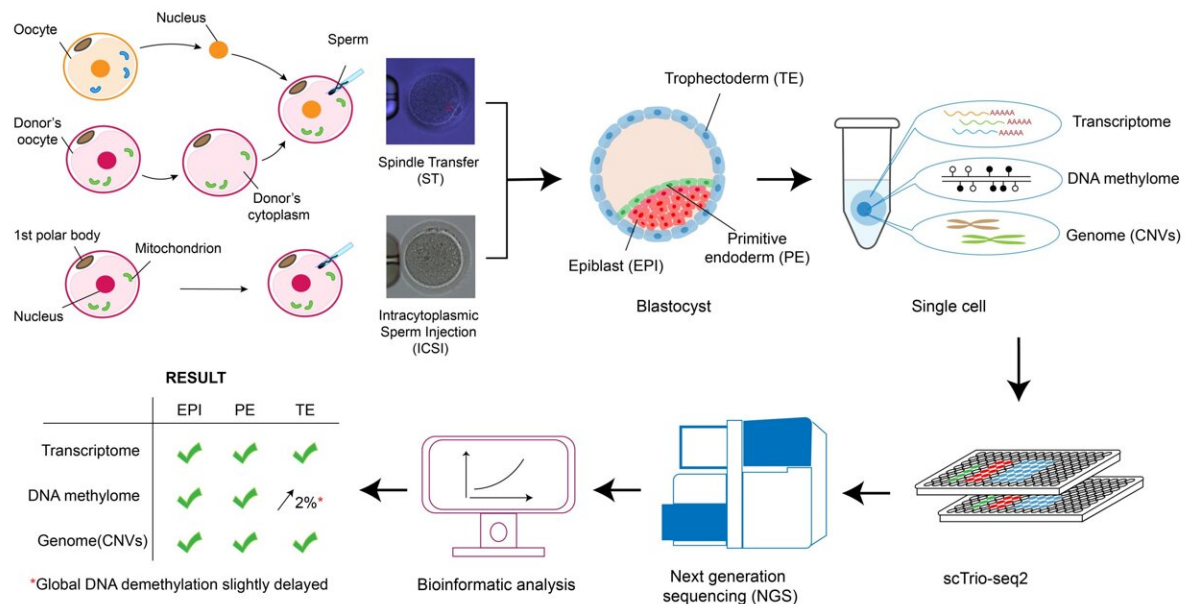 Oocyte
Nucleus
Sperm
Donor's
oocyte
Donor's
cytoplasm
Spindle Transfer
(ST)
1st polar body
Mitochondrion
Nucleus
Intracytoplasmic
Sperm Injection
(ICSI)
Trophectoderm (TE)
Epiblast (EPI)
Primitive
endoderm (PE)
Blastocyst
AAAAA
AAAAA
AAAAA
Transcriptome
DNA methylome
Genome (CNVs)
Single cell
scTrio-seq2
Next generation
sequencing (NGS)
Bioinformatic analysis
RESULT
EPI PE TE
Transcriptome
DNA methylome 2%*
Genome(CNVs)
*Global DNA demethylation slightly delayed